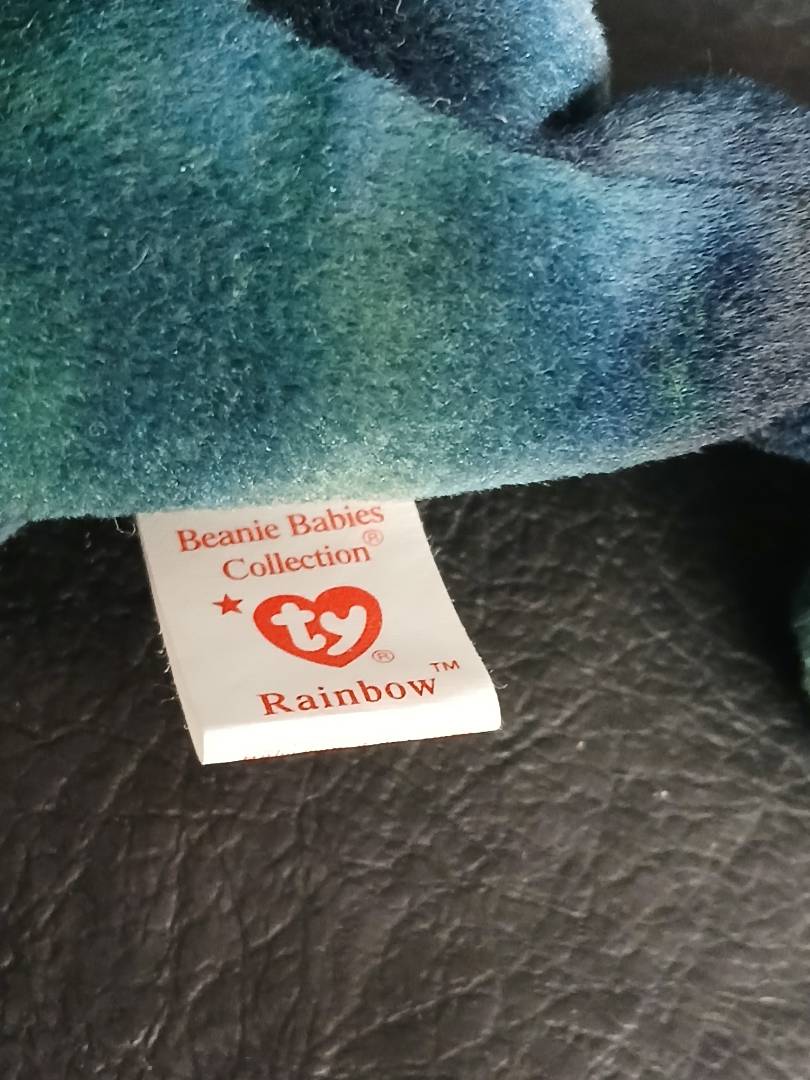 Beanie Babies
Collection®
★ ty®
Rainbow™